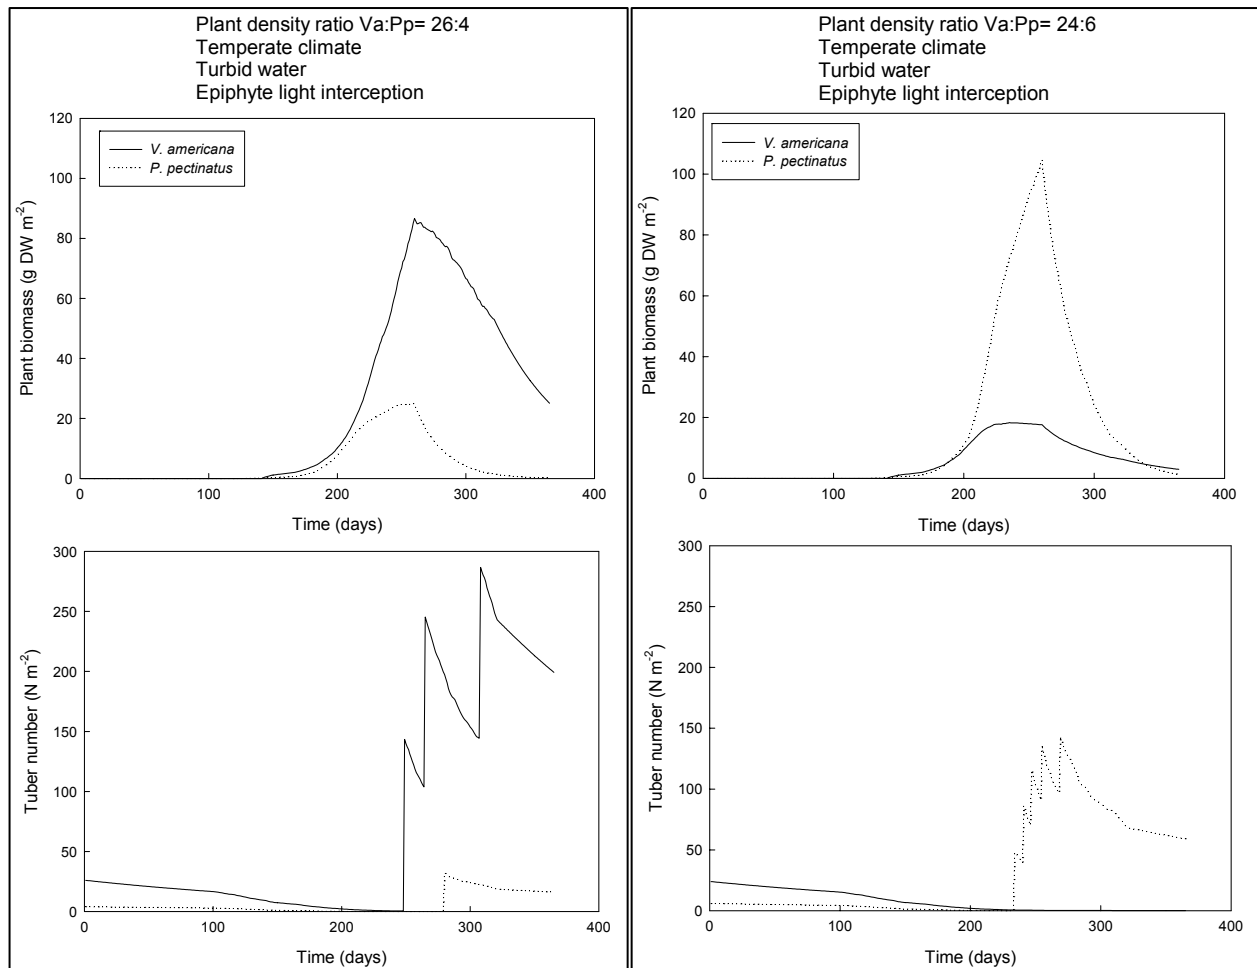 Plant density ratio Va:Pp= 26:4
Temperate climate
Turbid water
Epiphyte light interception
120
100
80
60
40
20
0
Plant biomass (g DW m-2)
V. americana
P. pectinatus
0 100 200 300 400
Time (days)
300
250
200
150
100
50
0
Tuber number (N m-2)
0 100 200 300 400
Time (days)
Plant density ratio Va:Pp= 24:6
Temperate climate
Turbid water
Epiphyte light interception
120
100
80
60
40
20
0
Plant biomass (g DW m-2)
V. americana
P. pectinatus
0 100 200 300 400
Time (days)
300
250
200
150
100
50
0
Tuber number (N m-2)
0 100 200 300 400
Time (days)